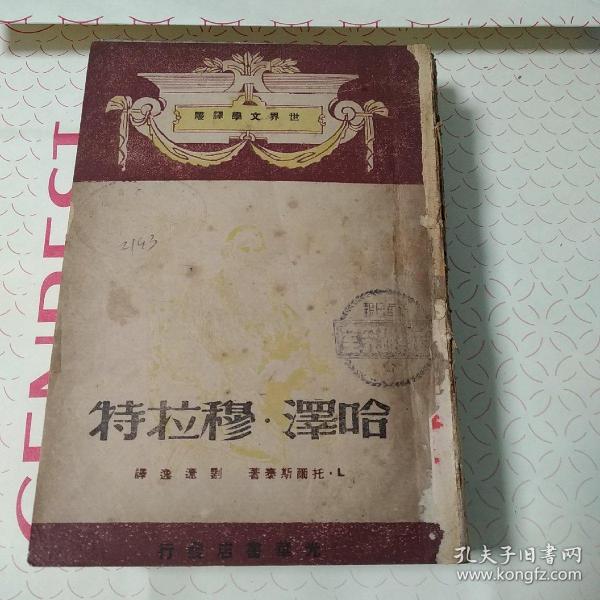 世界文學譯叢
哈澤·穆拉特
L·托爾斯泰著 劉遼逸譯
光華書店發行
孔夫子旧书网
www.kongfz.com